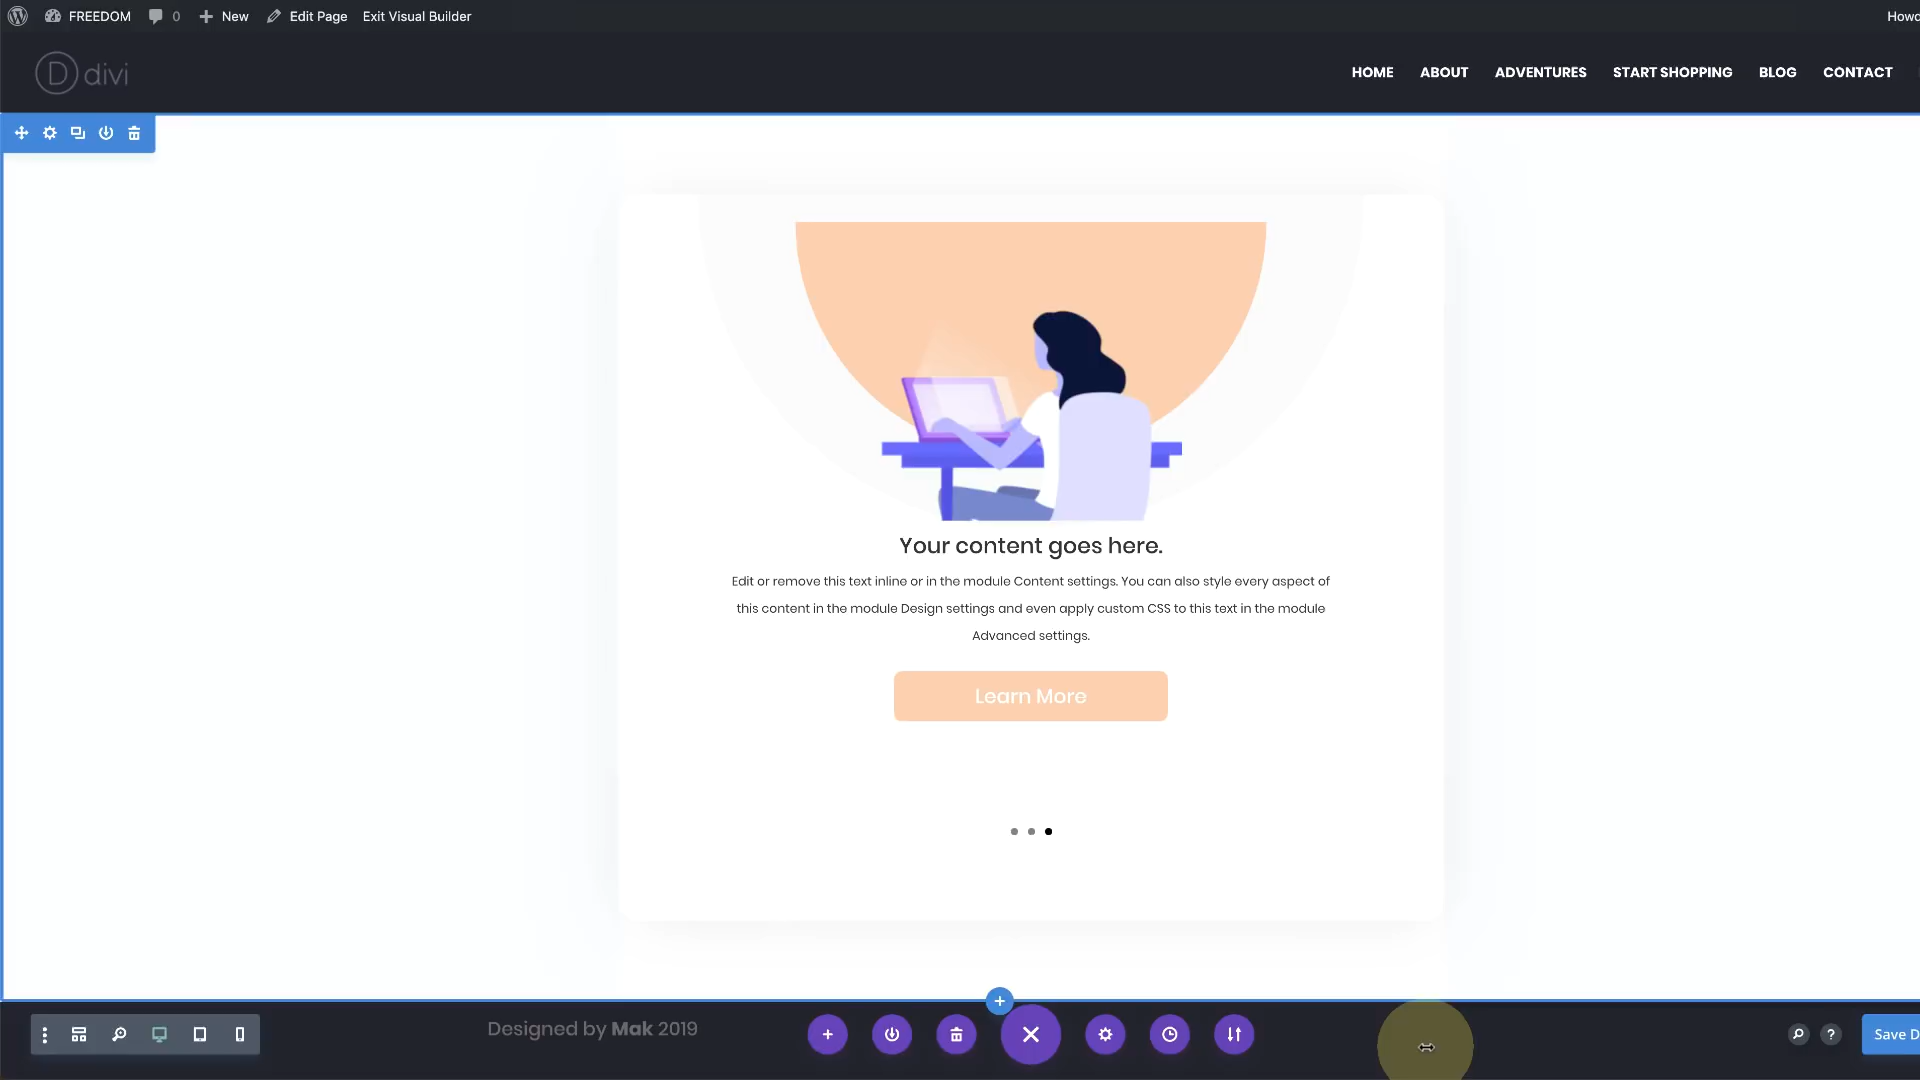 FREEDOM 0 New Edit Page Exit Visual Builder
D divi
HOME ABOUT ADVENTURES START SHOPPING BLOG CONTACT
Your content goes here.
Edit or remove this text inline or in the module Content settings. You can also style every aspect of
this content in the module Design settings and even apply custom CSS to this text in the module
Advanced settings.
Learn More
Designed by Mak 2019
? Save D